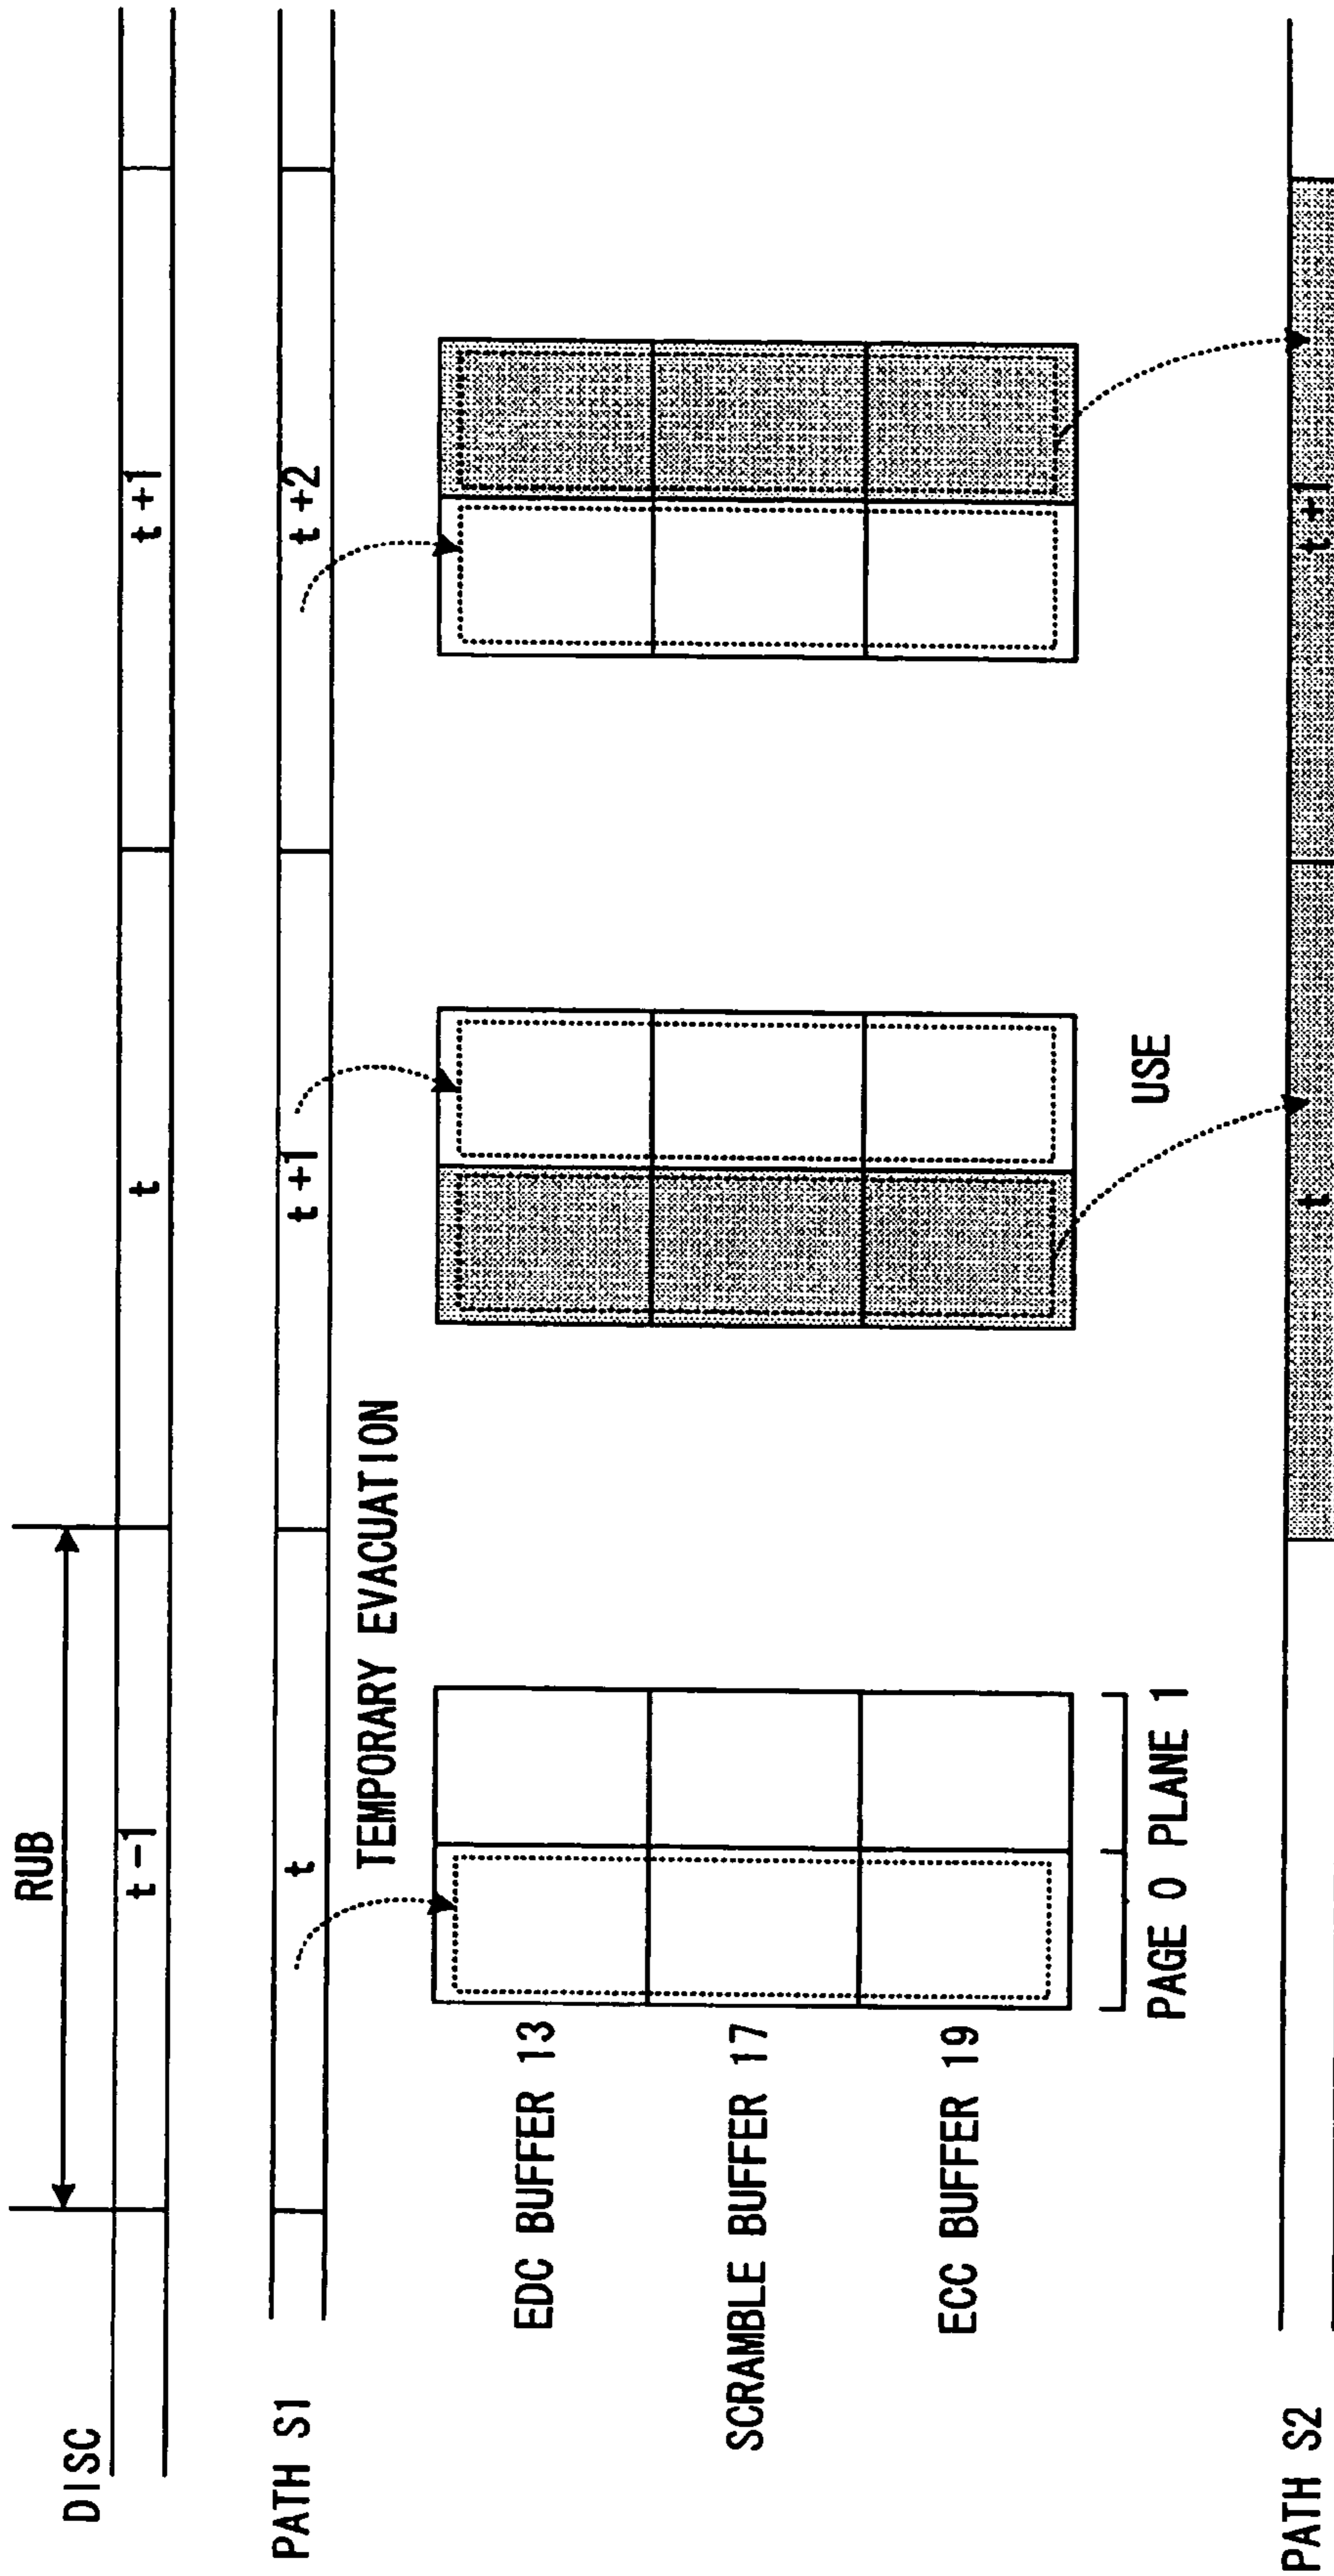 RUB
DISC
t-1
t
t+1
PATH S1
t
t+1
t+2
TEMPORARY EVACUATION
EDC BUFFER 13
SCRAMBLE BUFFER 17
ECC BUFFER 19
PAGE 0 PLANE 1
USE
PATH S2
t
t+1